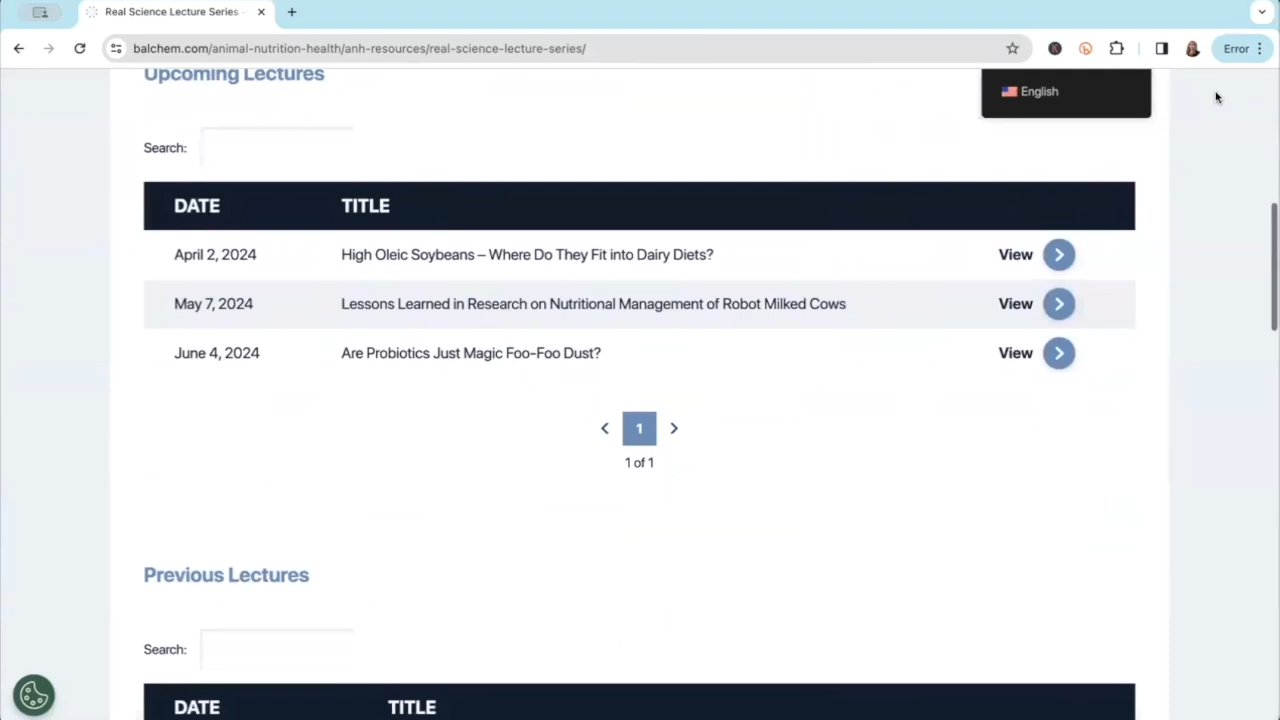 Real Science Lecture Series -
balchem.com/animal-nutrition-health/anh-resources/real-science-lecture-series/
Error
Upcoming Lectures
English
Search:
DATE TITLE
April 2, 2024 High Oleic Soybeans – Where Do They Fit into Dairy Diets? View
May 7, 2024 Lessons Learned in Research on Nutritional Management of Robot Milked Cows View
June 4, 2024 Are Probiotics Just Magic Foo-Foo Dust? View
1
1 of 1
Previous Lectures
Search:
DATE TITLE